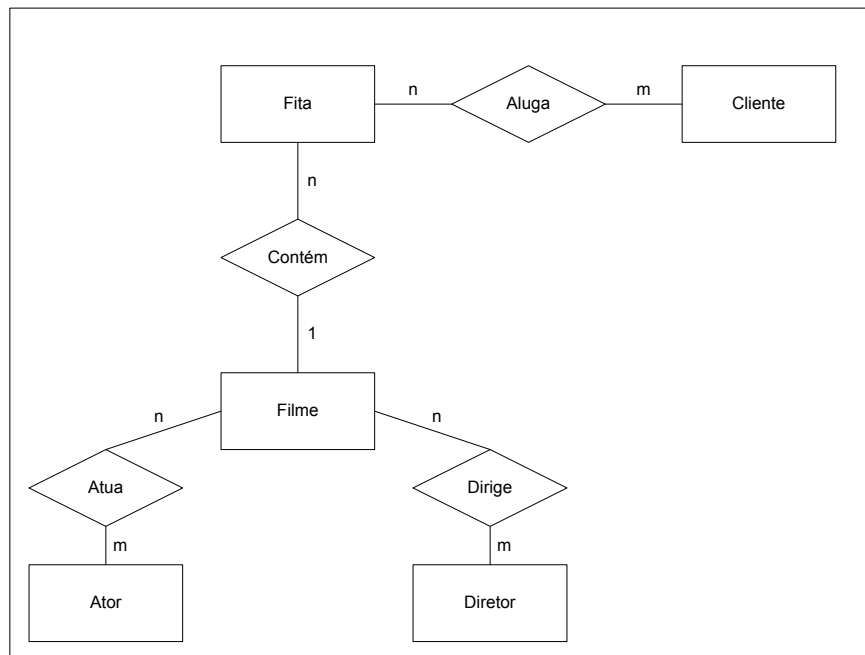 Fita
n
Aluga
m
Cliente
n
Contém
1
Filme
n
n
Atua
Dirige
m
m
Ator
Diretor